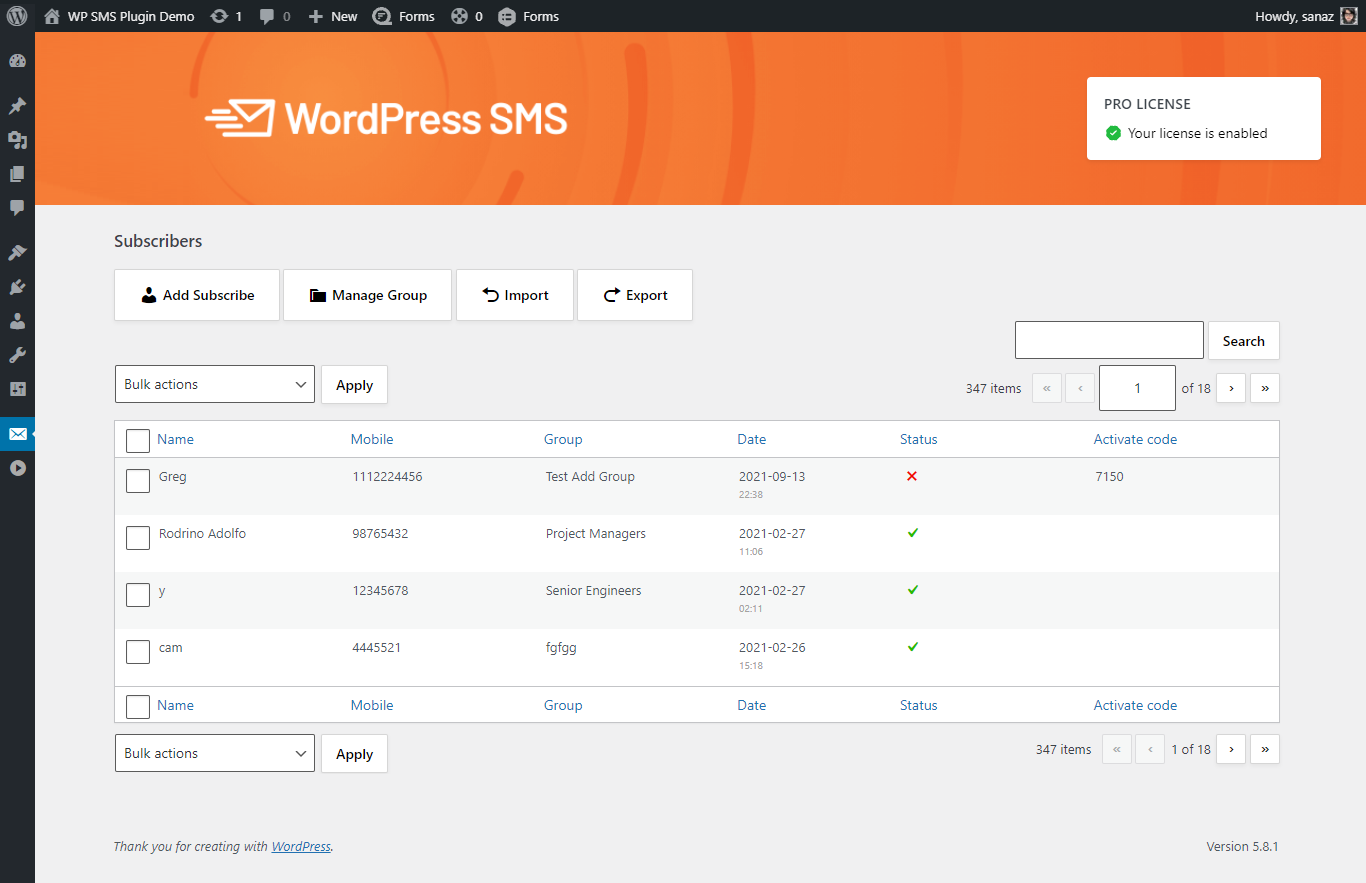 WP SMS Plugin Demo 1 0 New Forms 0 Forms Howdy, sanaz
WordPress SMS
PRO LICENSE
Your license is enabled
Subscribers
Add Subscribe Manage Group Import Export
Search
Bulk actions Apply 347 items « ‹ 1 of 18 › »
Name Mobile Group Date Status Activate code
Greg 1112224456 Test Add Group 2021-09-13 7150
22:38
Rodrino Adolfo 98765432 Project Managers 2021-02-27
11:06
y 12345678 Senior Engineers 2021-02-27
02:11
cam 4445521 fgfgg 2021-02-26
15:18
Name Mobile Group Date Status Activate code
Bulk actions Apply 347 items « ‹ 1 of 18 › »
Thank you for creating with WordPress. Version 5.8.1